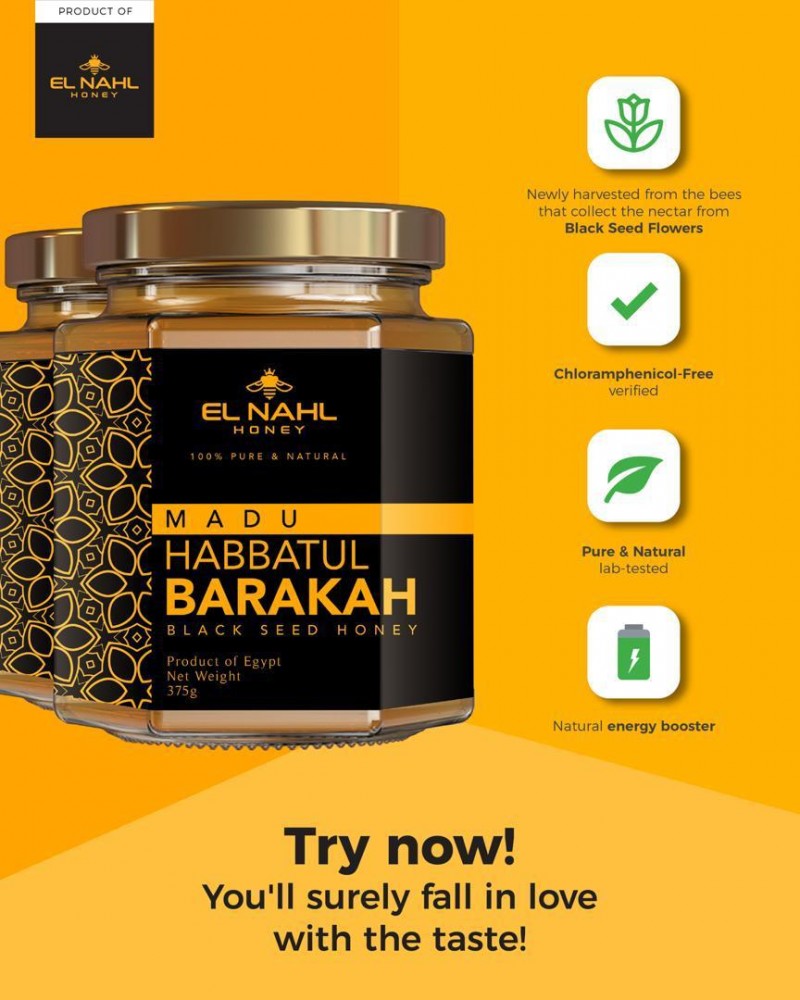 PRODUCT OF
EL NAHL
HONEY
Newly harvested from the bees
that collect the nectar from
Black Seed Flowers
Chloramphenicol-Free
verified
Pure & Natural
lab-tested
Natural energy booster
EL NAHL
HONEY
100% PURE & NATURAL
MADU
HABBATUL
BARAKAH
BLACK SEED HONEY
Product of Egypt
Net Weight
375g
Try now!
You'll surely fall in love
with the taste!